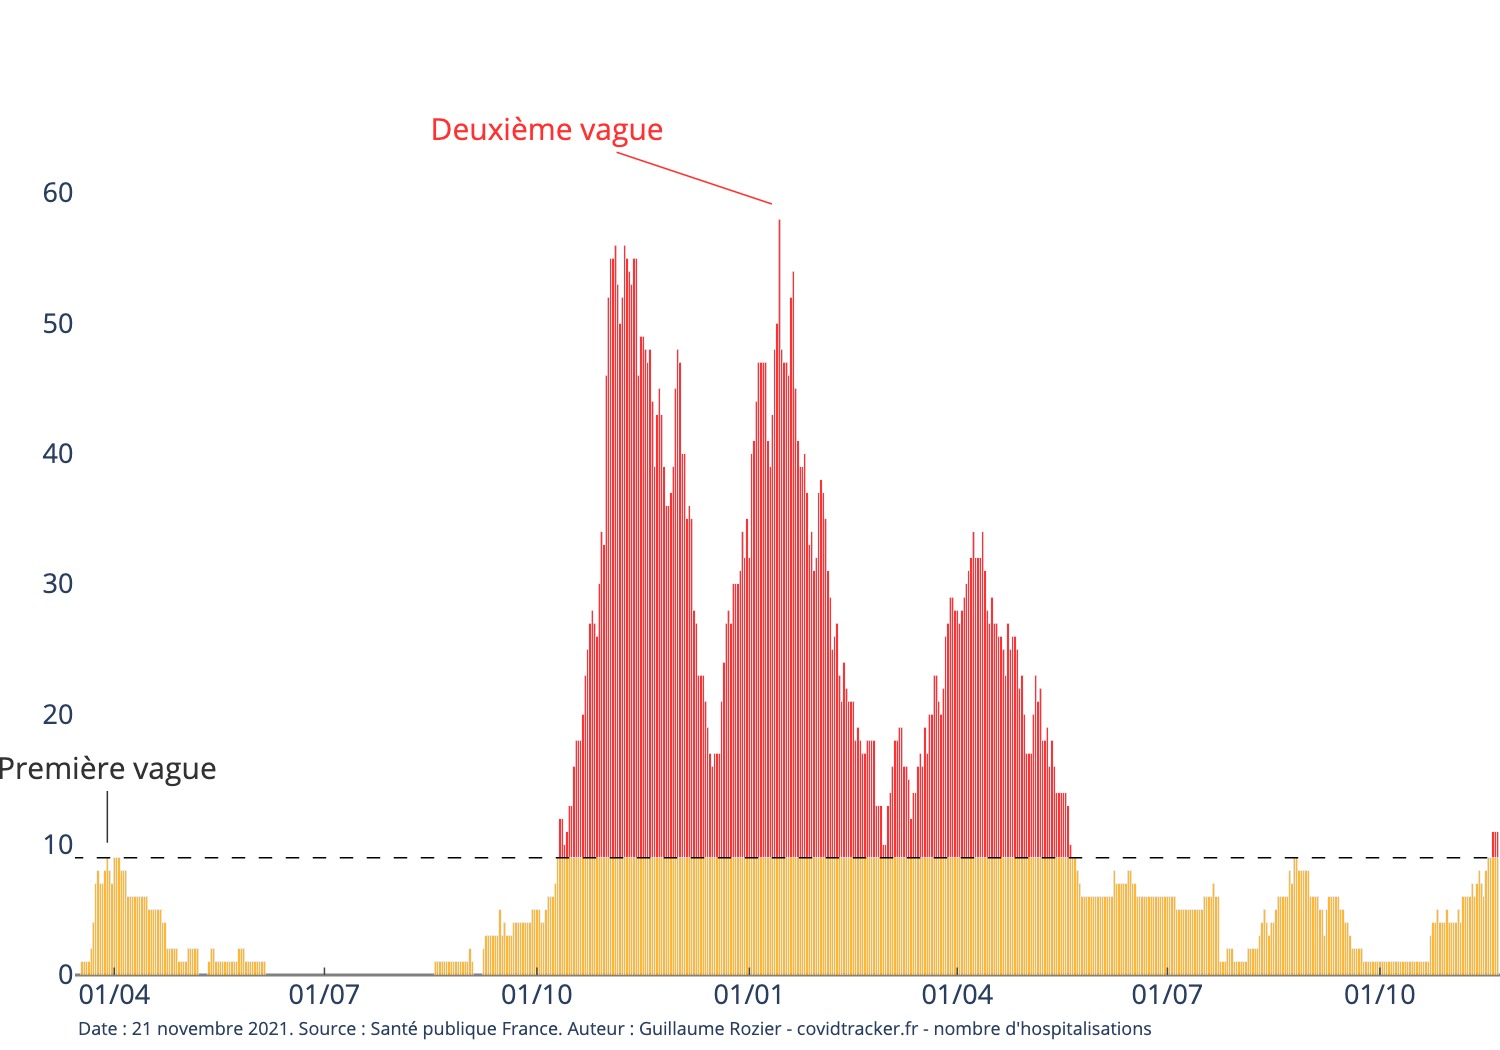 Deuxième vague
60
50
40
30
20
Première vague
10
0
01/04 01/07 01/10 01/01 01/04 01/07 01/10
Date : 21 novembre 2021. Source : Santé publique France. Auteur : Guillaume Rozier - covidtracker.fr - nombre d'hospitalisations